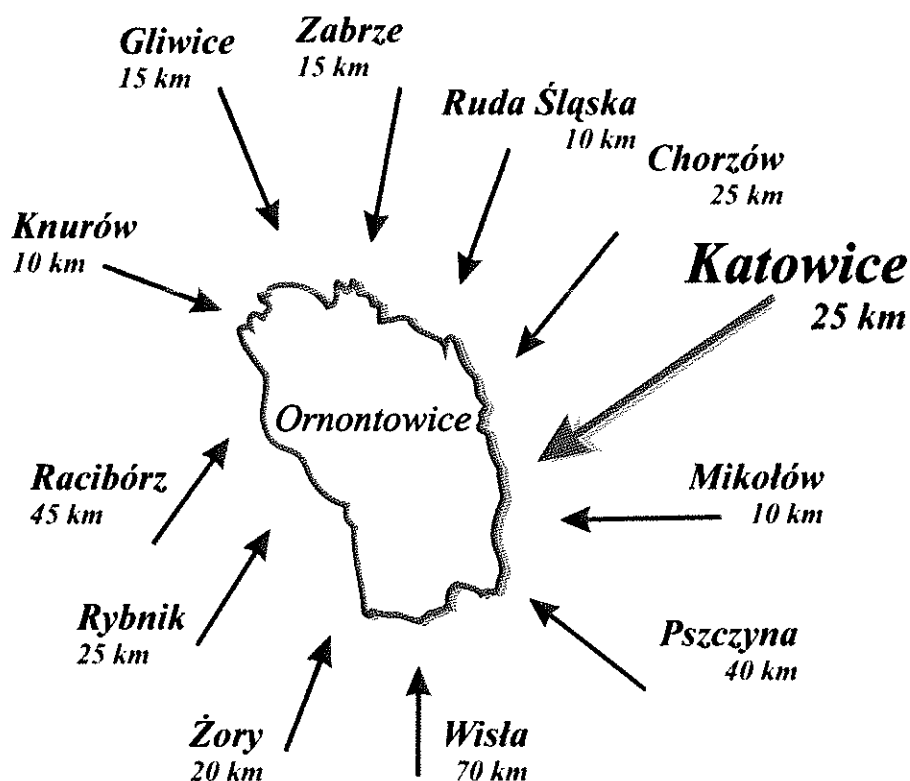 Gliwice
15 km
Zabrze
15 km
Ruda Śląska
10 km
Chorzów
25 km
Knurów
10 km
Katowice
25 km
Ornontowice
Racibórz
45 km
Mikołów
10 km
Rybnik
25 km
Pszczyna
40 km
Żory
20 km
Wisła
70 km